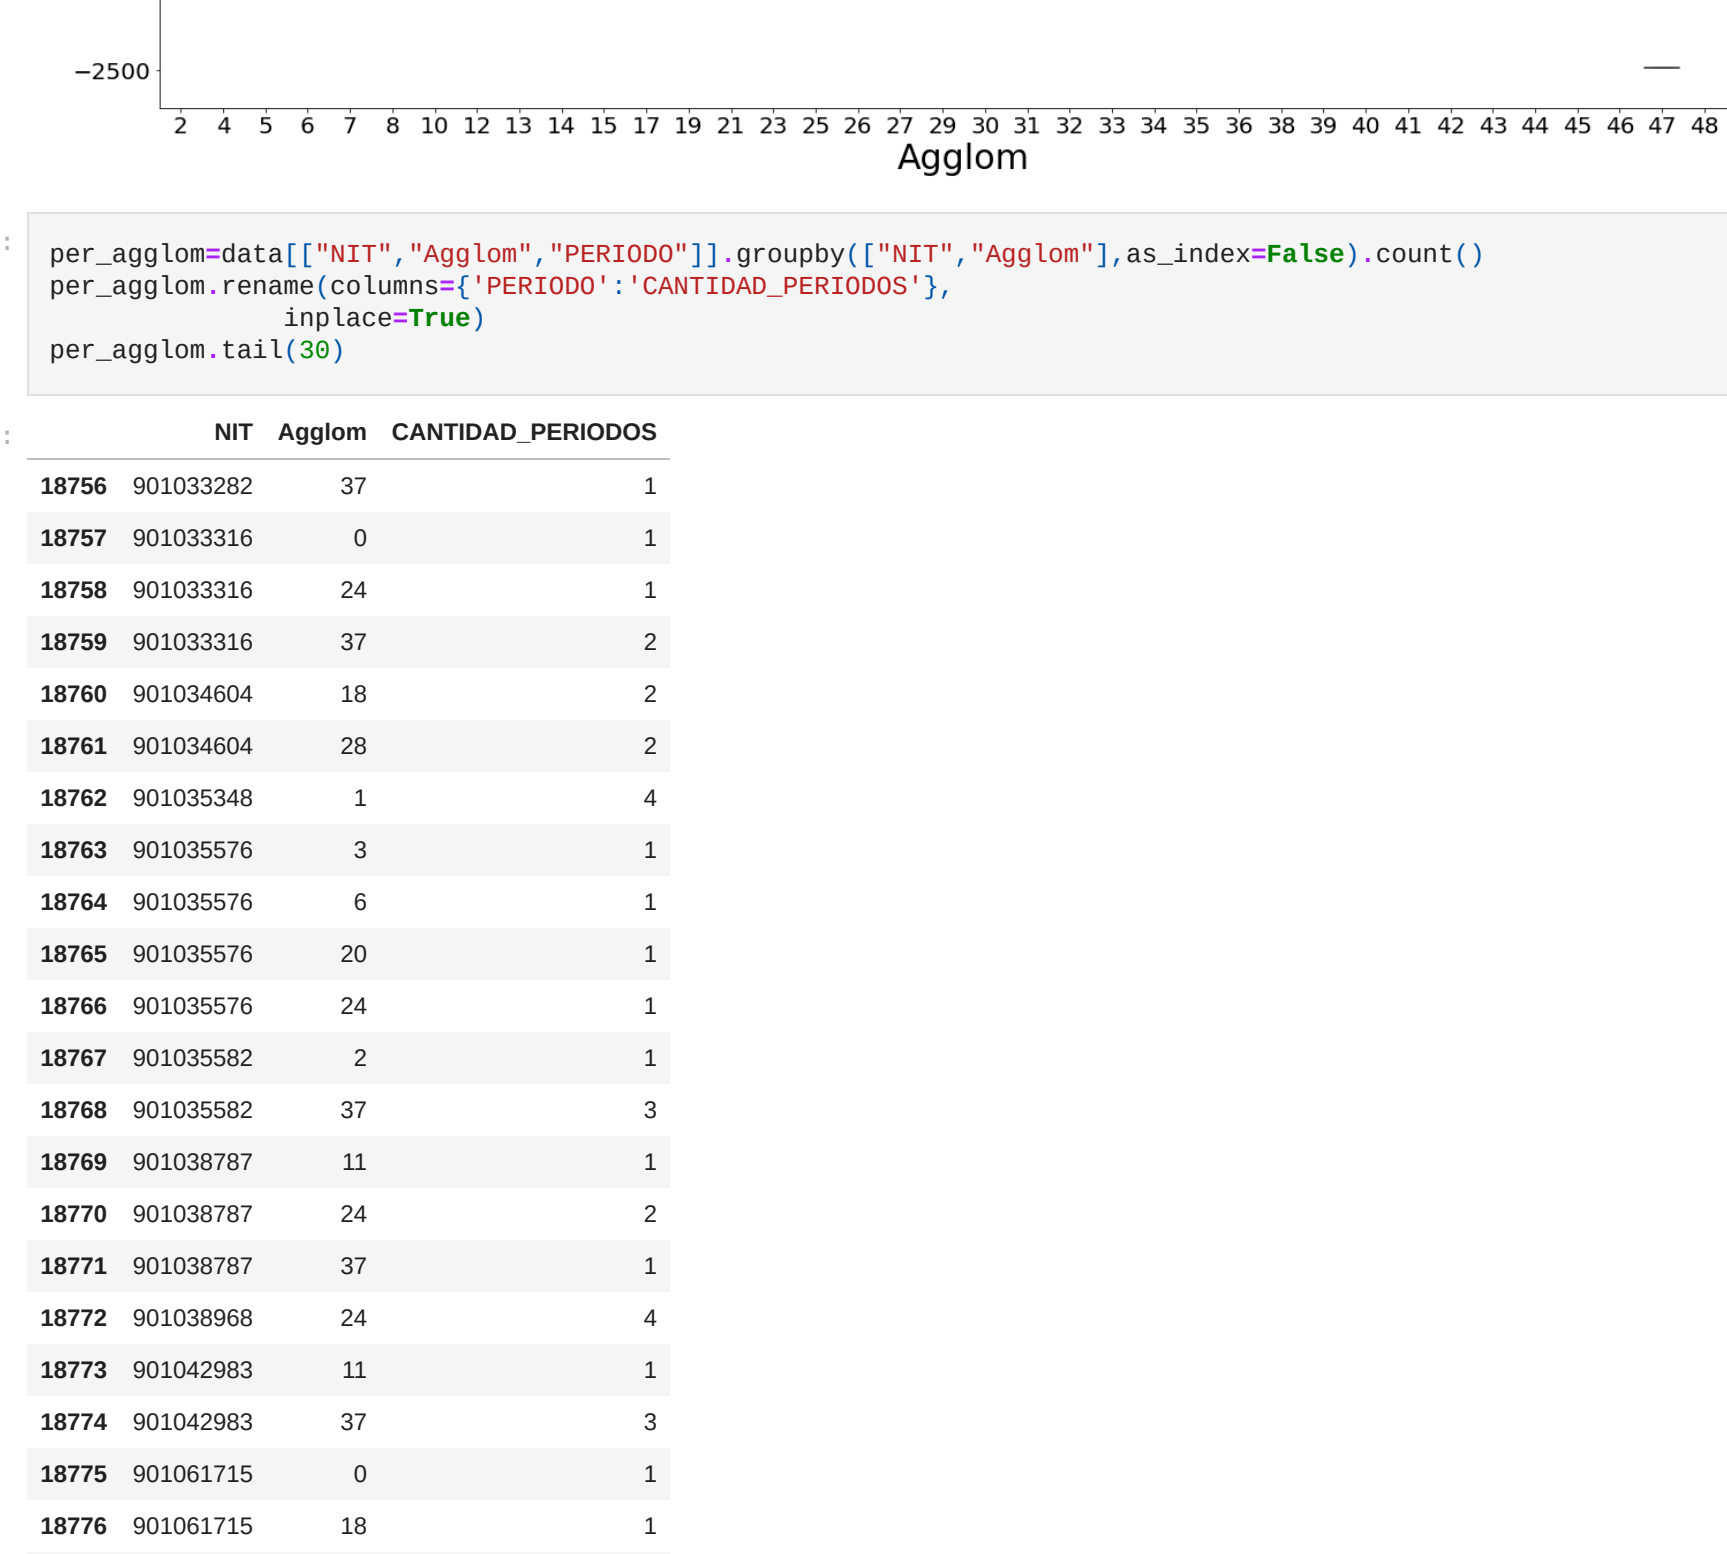 −2500
2 4 5 6 7 8 10 12 13 14 15 17 19 21 23 25 26 27 29 30 31 32 33 34 35 36 38 39 40 41 42 43 44 45 46 47 48
Agglom
:
per_agglom=data[["NIT","Agglom","PERIODO"]].groupby(["NIT","Agglom"],as_index=False).count()
per_agglom.rename(columns={'PERIODO':'CANTIDAD_PERIODOS'},
inplace=True)
per_agglom.tail(30)
:
NIT Agglom CANTIDAD_PERIODOS
18756 901033282 37 1
18757 901033316 0 1
18758 901033316 24 1
18759 901033316 37 2
18760 901034604 18 2
18761 901034604 28 2
18762 901035348 1 4
18763 901035576 3 1
18764 901035576 6 1
18765 901035576 20 1
18766 901035576 24 1
18767 901035582 2 1
18768 901035582 37 3
18769 901038787 11 1
18770 901038787 24 2
18771 901038787 37 1
18772 901038968 24 4
18773 901042983 11 1
18774 901042983 37 3
18775 901061715 0 1
18776 901061715 18 1